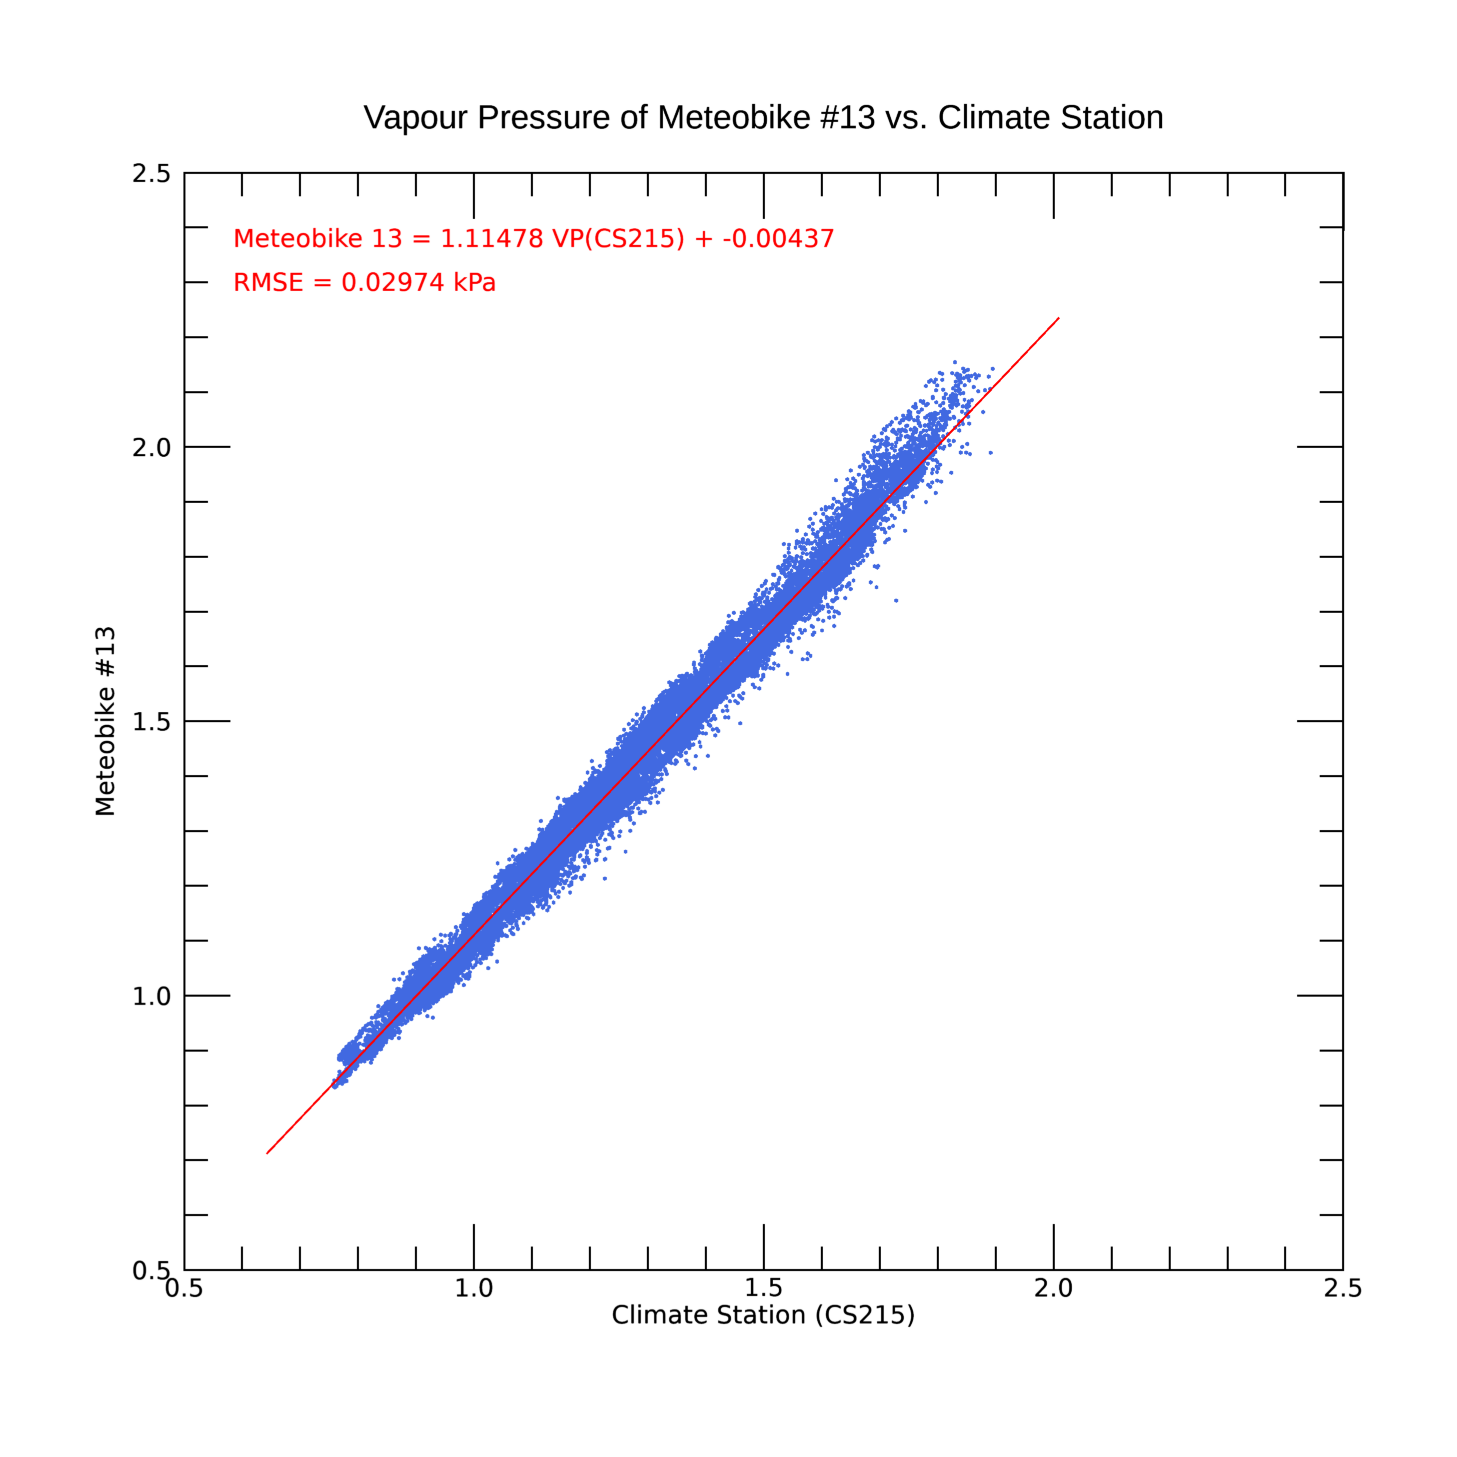 Vapour Pressure of Meteobike #13 vs. Climate Station
2.5
Meteobike 13 = 1.11478 VP(CS215) + -0.00437
RMSE = 0.02974 kPa
2.0
1.5
1.0
0.5
Meteobike #13
0.5 1.0 1.5 2.0 2.5
Climate Station (CS215)